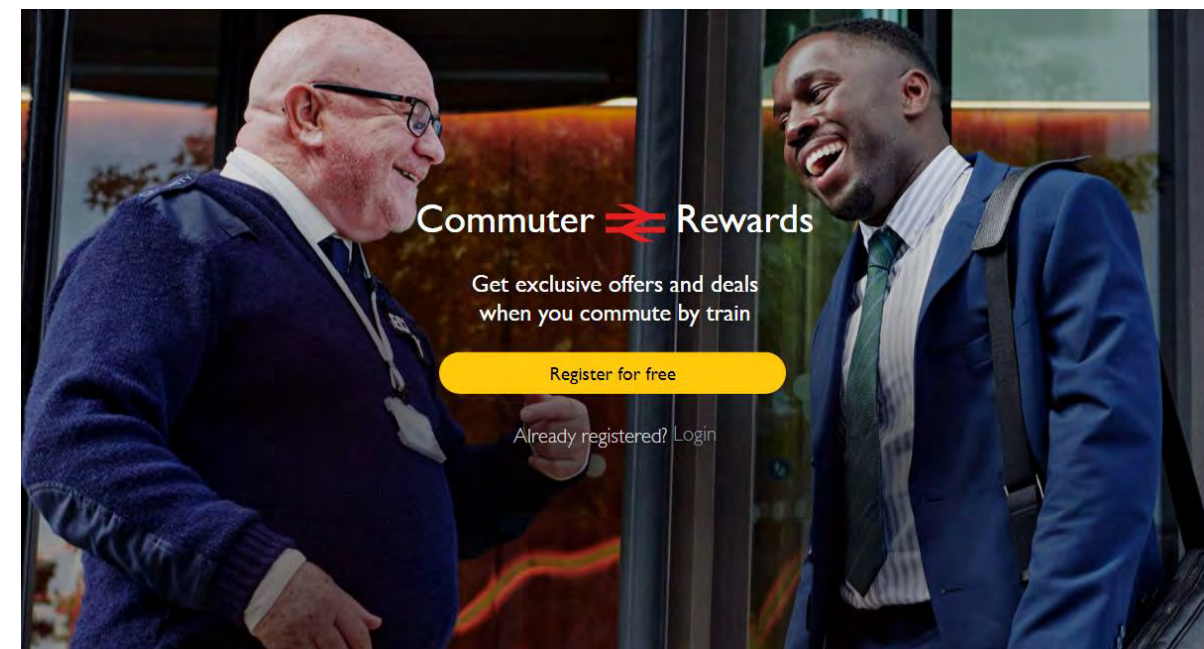 Commuter Rewards
Get exclusive offers and deals
when you commute by train
Register for free
Already registered? Login